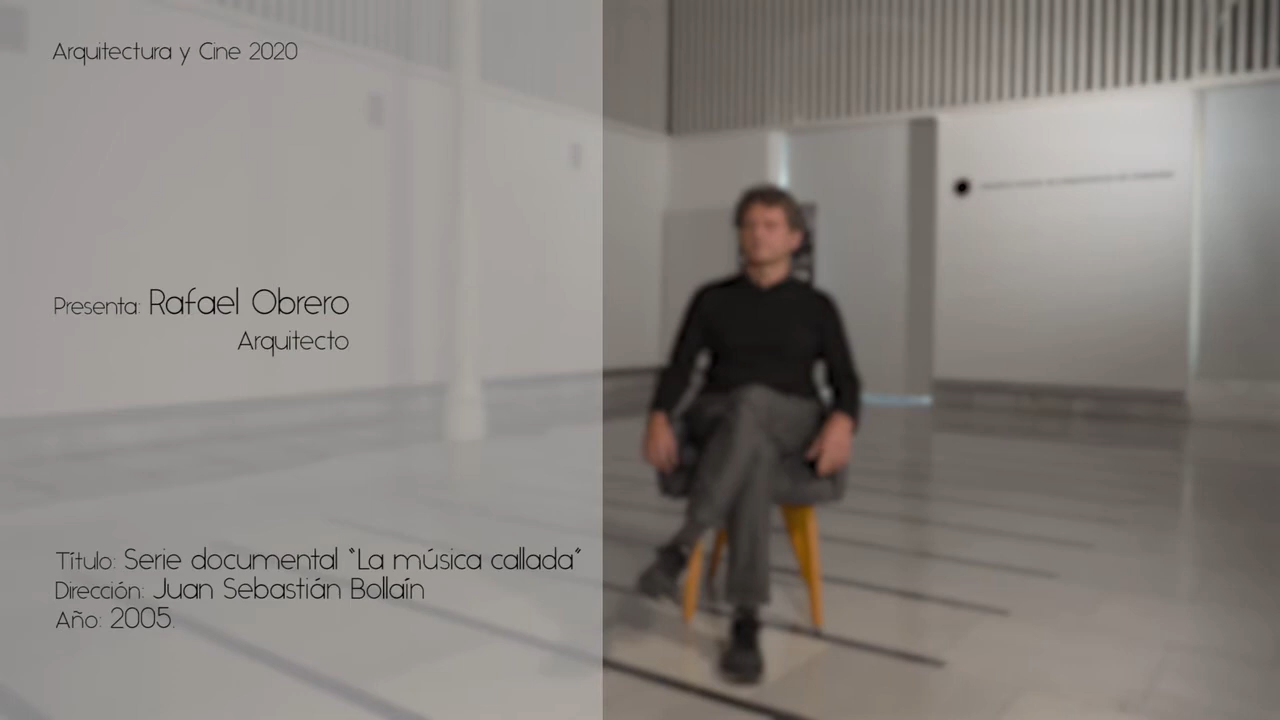 Arquitectura y Cine 2020
Presenta: Rafael Obrero
Arquitecto
Título: Serie documental "La música callada"
Dirección: Juan Sebastián Bollaín
Año: 2005.